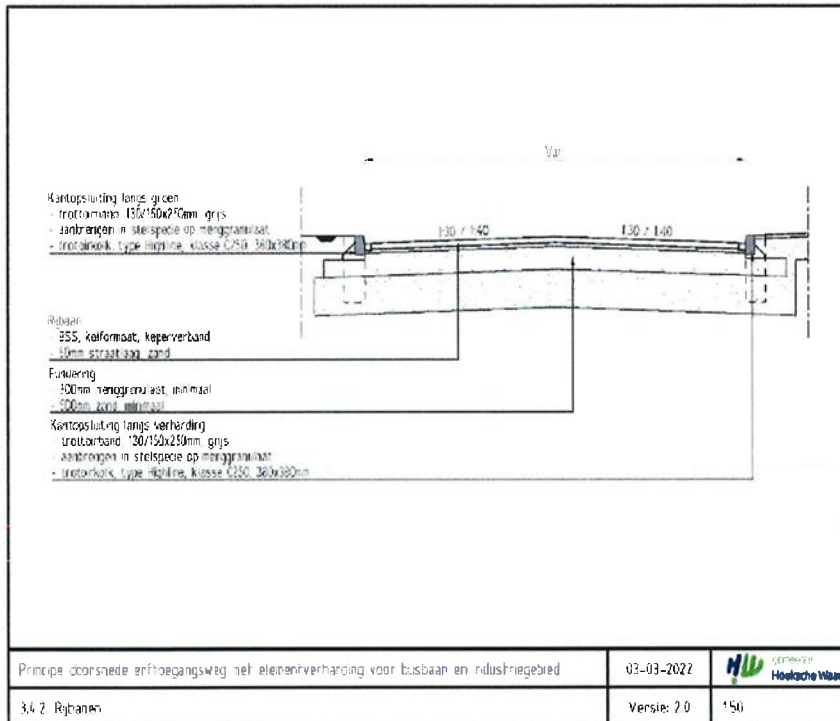 Var
Kantopsluiting langs groen
- trottoirband 130/150x250mm, grijs
- aanbrengen in stelspecie op menggranulaat
- trottoirkolk, type Highline, klasse C250, 380x380mm
130 / 140
130 / 140
Rijbaan
- BSS, keiformaat, keperverband
- 50mm straatlaag, zand
Fundering
- 300mm menggranulaat, minimaal
- 500mm zand, minimaal
Kantopsluiting langs verharding
- trottoirband, 130/150x250mm, grijs
- aanbrengen in stelspecie op menggranulaat
- trottoirkolk, type Highline, klasse C250, 380x380mm
Principe doorsnede erftoegangsweg met elementverharding voor busbaan en industriegebied
03-03-2022
gemeente
Hoeksche Waard
3.4.2 Rijbanen
Versie: 2.0
150